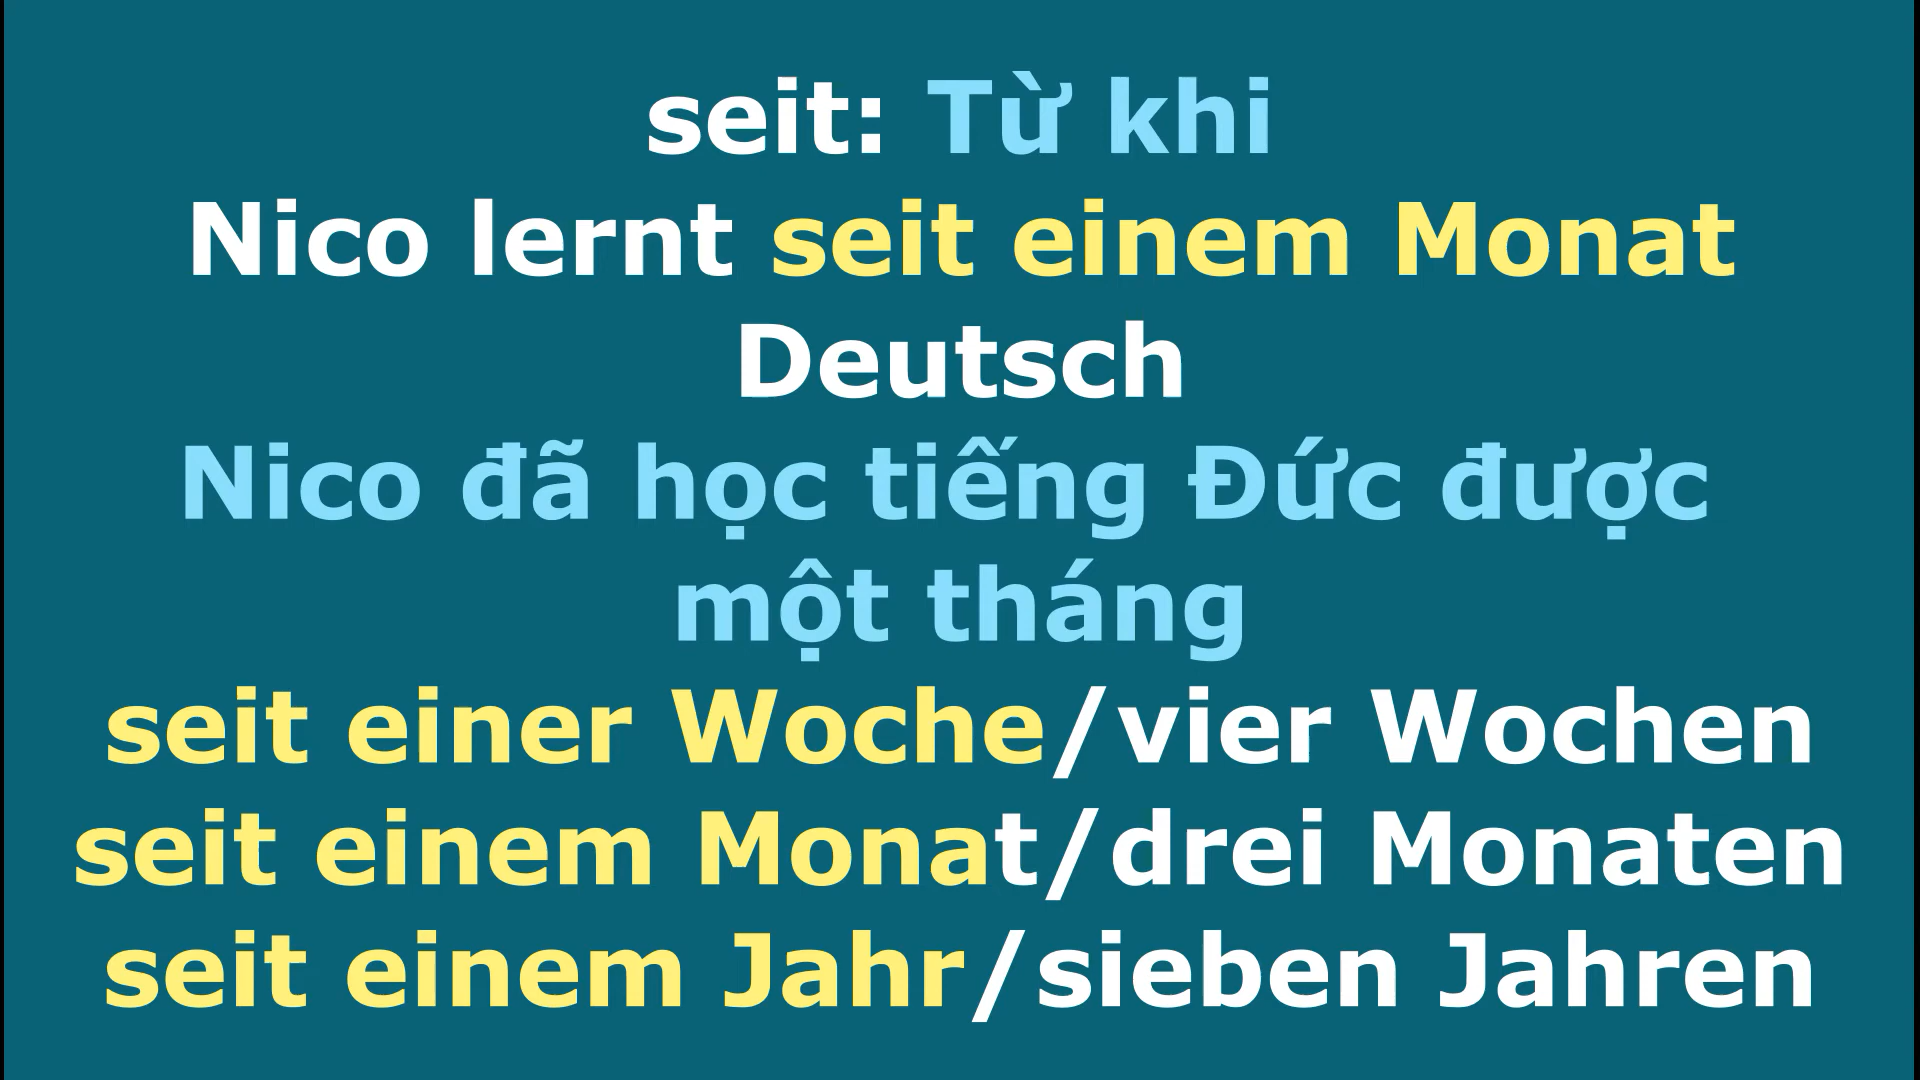 seit: Từ khi
Nico lernt seit einem Monat
Deutsch
Nico đã học tiếng Đức được
một tháng
seit einer Woche/vier Wochen
seit einem Monat/drei Monaten
seit einem Jahr/sieben Jahren